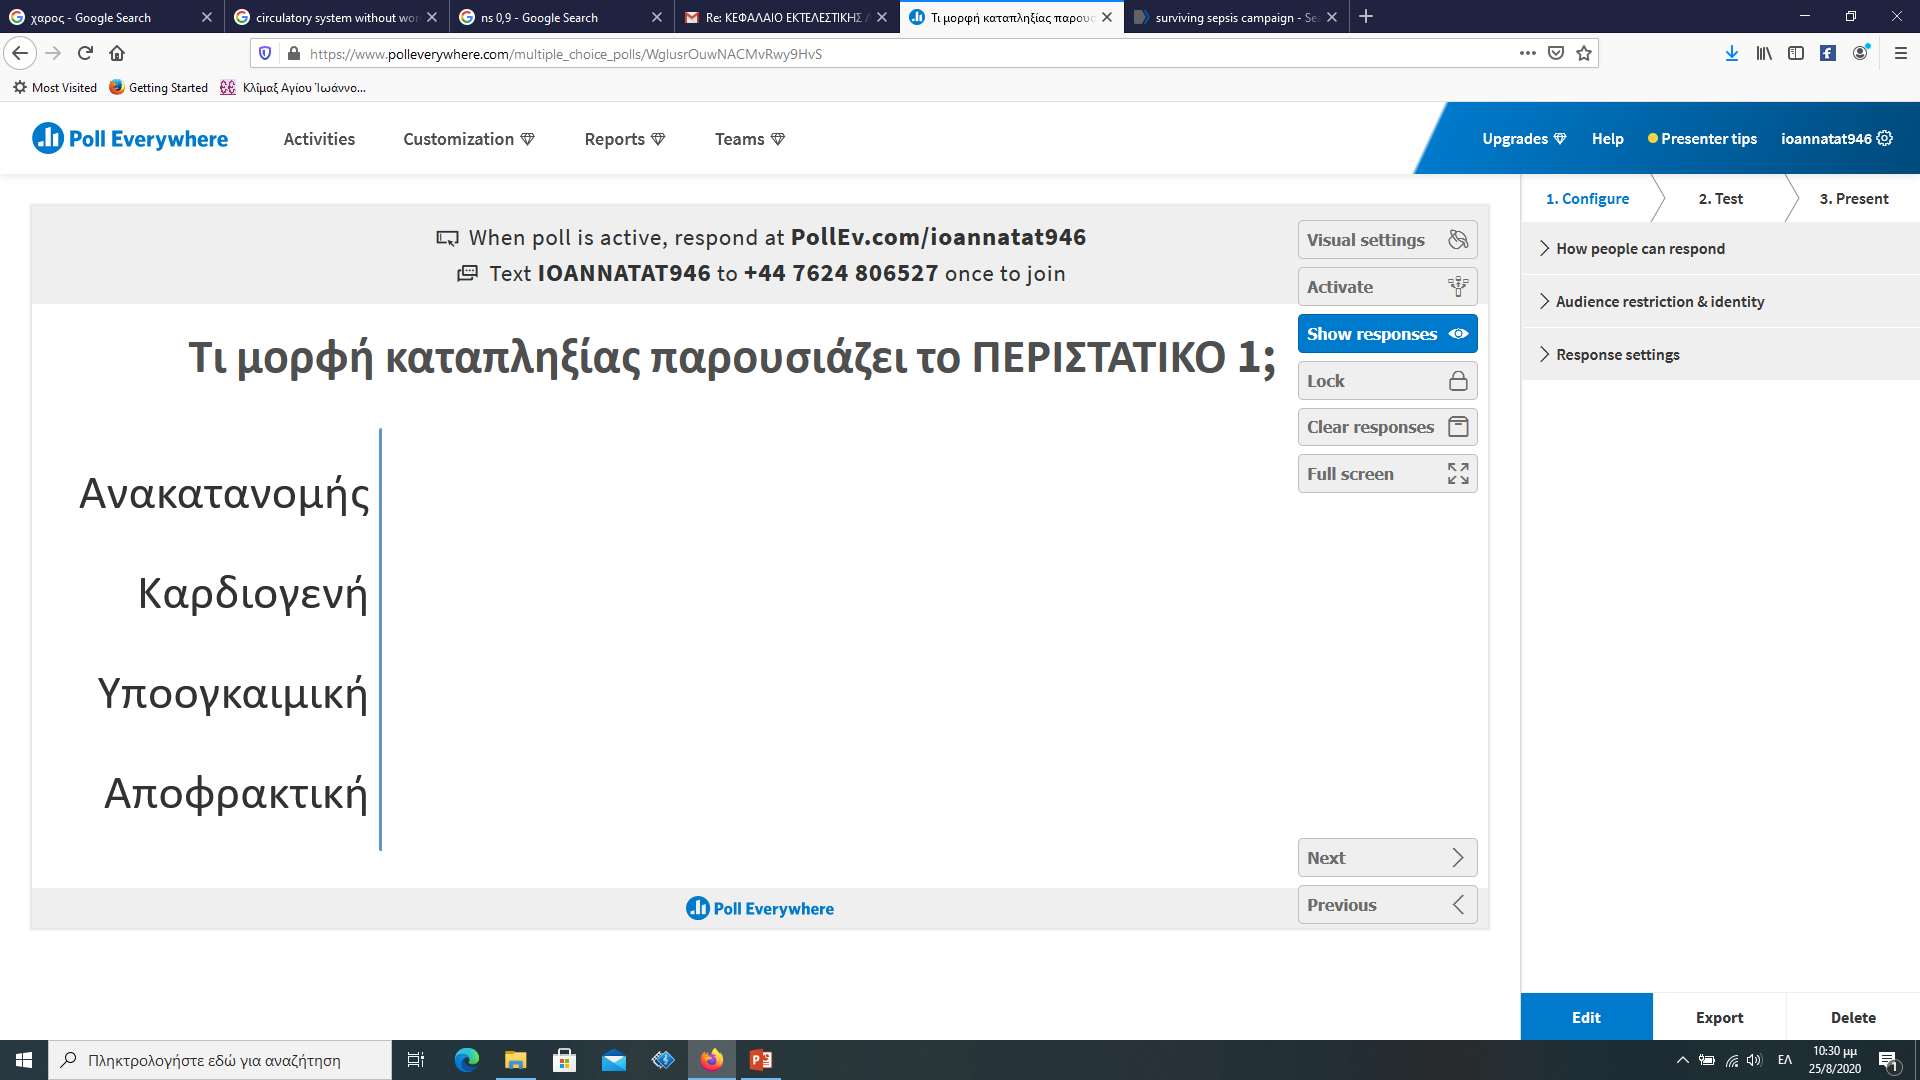 χαρος - Google Search
circulatory system without wor
ns 0,9 - Google Search
Re: ΚΕΦΑΛΑΙΟ ΕΚΤΕΛΕΣΤΙΚΗΣ
Τι μορφή καταπληξίας παρουσ
surviving sepsis campaign - Se
https://www.polleverywhere.com/multiple_choice_polls/WglusrOuwNACMvRwy9HvS
Most Visited
Getting Started
Κλῖμαξ Αγίου Ἰωάννο...
Poll Everywhere
Activities
Customization
Reports
Teams
Upgrades
Help
Presenter tips
ioannatat946
1. Configure
2. Test
3. Present
When poll is active, respond at PollEv.com/ioannatat946
Text IOANNATAT946 to +44 7624 806527 once to join
Τι μορφή καταπληξίας παρουσιάζει το ΠΕΡΙΣΤΑΤΙΚΟ 1;
Ανακατανομής
Καρδιογενή
Υποογκαιμική
Αποφρακτική
Visual settings
Activate
Show responses
Lock
Clear responses
Full screen
Next
Previous
Poll Everywhere
How people can respond
Audience restriction & identity
Response settings
Edit
Export
Delete
Πληκτρολογήστε εδώ για αναζήτηση
ΕΛ
10:30 μμ
25/8/2020
1